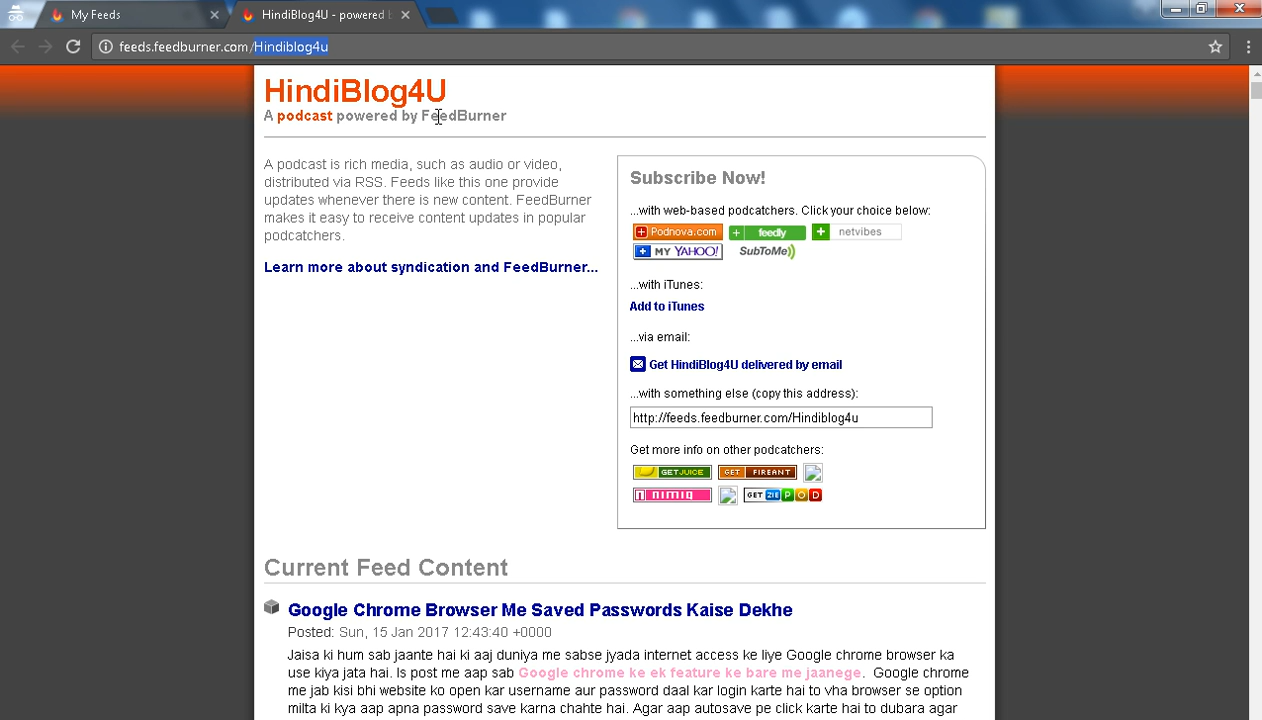 My Feeds
HindiBlog4U - powered b
feeds.feedburner.com/Hindiblog4u
HindiBlog4U
A podcast powered by FeedBurner
A podcast is rich media, such as audio or video,
distributed via RSS. Feeds like this one provide
updates whenever there is new content. FeedBurner
makes it easy to receive content updates in popular
podcatchers.
Learn more about syndication and FeedBurner...
Subscribe Now!
...with web-based podcatchers. Click your choice below:
Podnova.com feedly netvibes
MY YAHOO! SubToMe
...with iTunes:
Add to iTunes
...via email:
Get HindiBlog4U delivered by email
...with something else (copy this address):
http://feeds.feedburner.com/Hindiblog4u
Get more info on other podcatchers:
GETJUICE GET FIREANT
nimiq GET ZIE POD
Current Feed Content
Google Chrome Browser Me Saved Passwords Kaise Dekhe
Posted: Sun, 15 Jan 2017 12:43:40 +0000
Jaisa ki hum sab jaante hai ki aaj duniya me sabse jyada internet access ke liye Google chrome browser ka
use kiya jata hai. Is post me aap sab Google chrome ke ek feature ke bare me jaanege. Google chrome
me jab kisi bhi website ko open kar username aur password daal kar login karte hai to vha browser se option
milta ki kya aap apna password save karna chahte hai. Agar aap autosave pe click karte hai to dubara agar